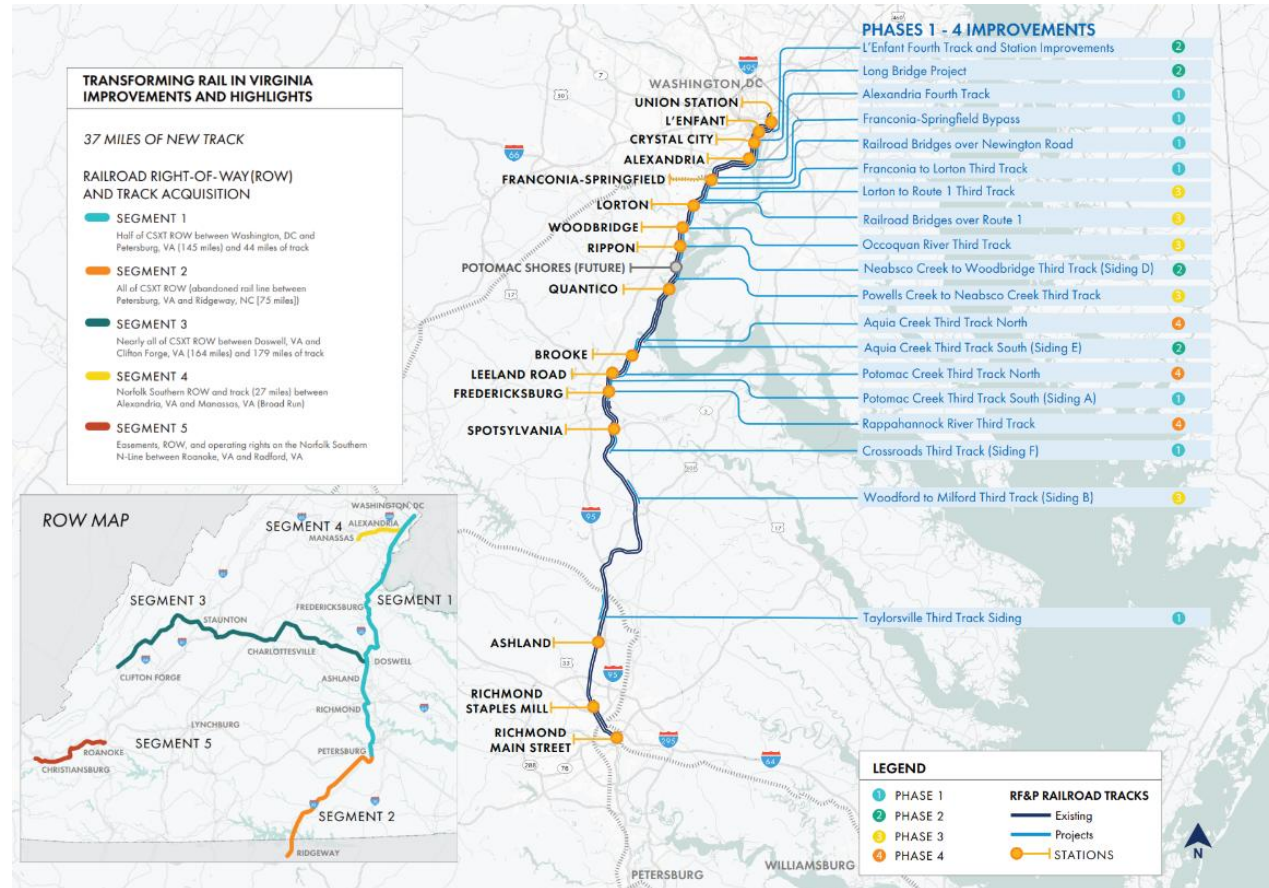 TRANSFORMING RAIL IN VIRGINIA
IMPROVEMENTS AND HIGHLIGHTS
37 MILES OF NEW TRACK
RAILROAD RIGHT-OF-WAY(ROW)
AND TRACK ACQUISITION
SEGMENT 1
Half of CSXT ROW between Washington, DC and
Petersburg, VA (145 miles) and 44 miles of track
SEGMENT 2
All of CSXT ROW (abandoned rail line between
Petersburg, VA and Ridgeway, NC [75 miles])
SEGMENT 3
Nearly all of CSXT ROW between Doswell, VA and
Clifton Forge, VA (164 miles) and 179 miles of track
SEGMENT 4
Norfolk Southern ROW and track (27 miles) between
Alexandria, VA and Manassas, VA (Broad Run)
SEGMENT 5
Easements, ROW, and operating rights on the Norfolk Southern
N-Line between Roanoke, VA and Radford, VA
ROW MAP
WASHINGTON, DC
ALEXANDRIA
SEGMENT 4
MANASSAS
SEGMENT 3
FREDERICKSBURG
SEGMENT 1
STAUNTON
CHARLOTTESVILLE
DOSWELL
CLIFTON FORGE
ASHLAND
RICHMOND
LYNCHBURG
SEGMENT 5
PETERSBURG
ROANOKE
CHRISTIANSBURG
SEGMENT 2
RIDGEWAY
495
7
50
66
WASHINGTON, DC
UNION STATION
L'ENFANT
CRYSTAL CITY
ALEXANDRIA
FRANCONIA-SPRINGFIELD
LORTON
WOODBRIDGE
RIPPON
POTOMAC SHORES (FUTURE)
QUANTICO
17
BROOKE
LEELAND ROAD
FREDERICKSBURG
SPOTSYLVANIA
95
17
ASHLAND
33
95
RICHMOND
STAPLES MILL
RICHMOND
MAIN STREET
295
288
76
64
PETERSBURG
WILLIAMSBURG
PHASES 1 - 4 IMPROVEMENTS
L'Enfant Fourth Track and Station Improvements 2
Long Bridge Project 2
Alexandria Fourth Track 1
Franconia-Springfield Bypass 1
Railroad Bridges over Newington Road 1
Franconia to Lorton Third Track 1
Lorton to Route 1 Third Track 3
Railroad Bridges over Route 1 3
Occoquan River Third Track 3
Neabsco Creek to Woodbridge Third Track (Siding D) 2
Powells Creek to Neabsco Creek Third Track 3
Aquia Creek Third Track North 4
Aquia Creek Third Track South (Siding E) 2
Potomac Creek Third Track North 4
Potomac Creek Third Track South (Siding A) 1
Rappahannock River Third Track 4
Crossroads Third Track (Siding F) 1
Woodford to Milford Third Track (Siding B) 3
Taylorsville Third Track Siding 1
LEGEND
1 PHASE 1
2 PHASE 2
3 PHASE 3
4 PHASE 4
RF&P RAILROAD TRACKS
Existing
Projects
STATIONS
N